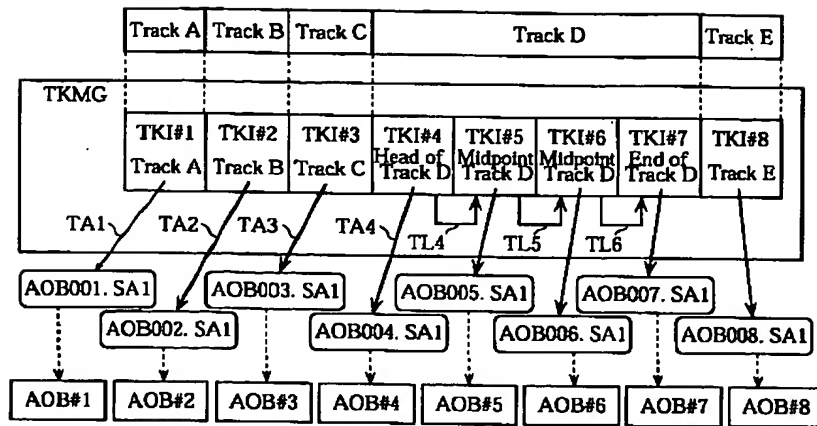 Track A Track B Track C Track D Track E
TKMG
TKI#1 TKI#2 TKI#3 TKI#4 TKI#5 TKI#6 TKI#7 TKI#8
Track A Track B Track C Head of Track D Midpoint Track D Midpoint Track D End of Track D Track E
TA1 TA2 TA3 TA4 TL4 TL5 TL6
AOB001. SA1 AOB003. SA1 AOB005. SA1 AOB007. SA1
AOB002. SA1 AOB004. SA1 AOB006. SA1 AOB008. SA1
AOB#1 AOB#2 AOB#3 AOB#4 AOB#5 AOB#6 AOB#7 AOB#8